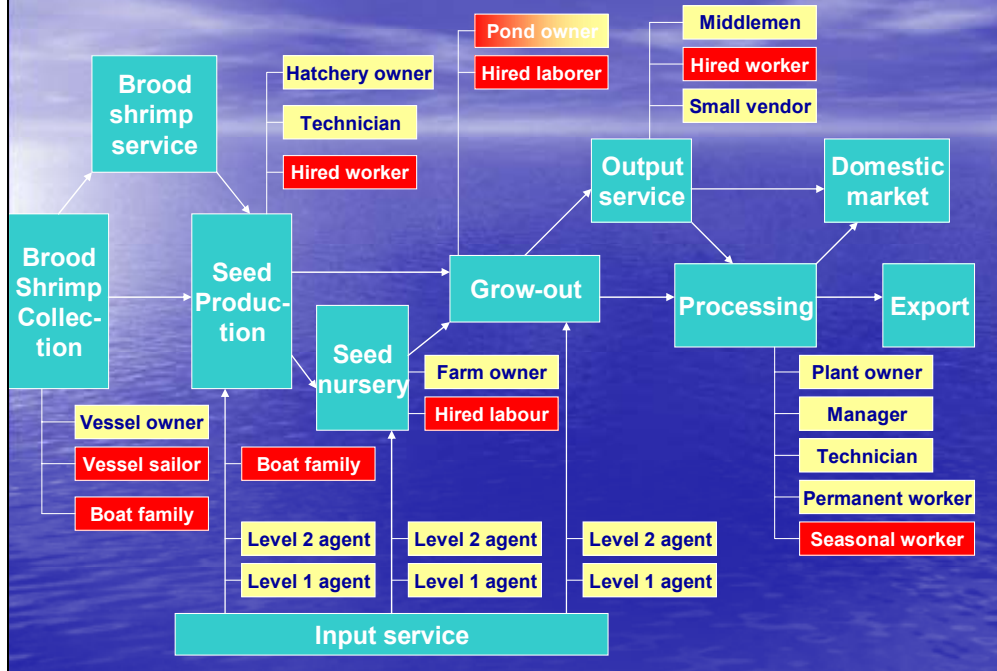 Pond owner
Hired laborer
Middlemen
Hired worker
Small vendor
Hatchery owner
Technician
Hired worker
Brood
shrimp
service
Output
service
Domestic
market
Brood
Shrimp
Collec-
tion
Seed
Produc-
tion
Grow-out
Processing
Export
Seed
nursery
Farm owner
Hired labour
Plant owner
Manager
Technician
Permanent worker
Seasonal worker
Vessel owner
Vessel sailor
Boat family
Boat family
Level 2 agent
Level 1 agent
Level 2 agent
Level 1 agent
Level 2 agent
Level 1 agent
Input service